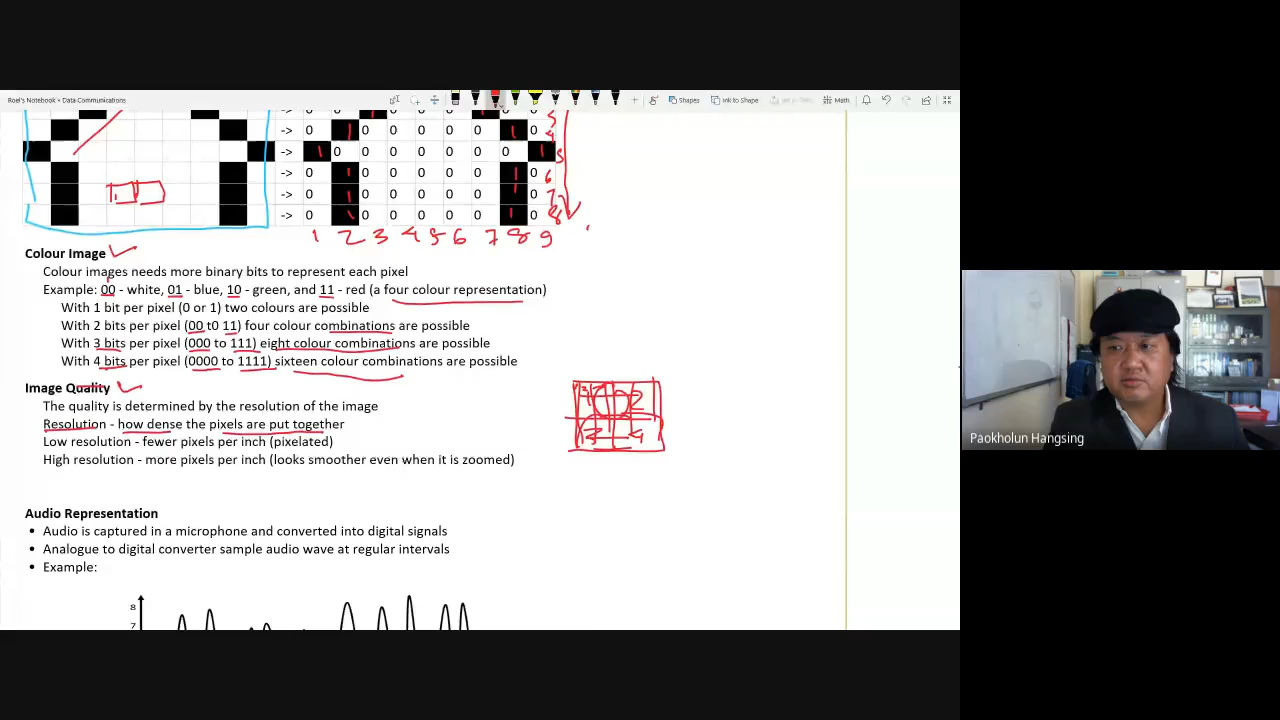 Roel's Notebook » Data Communications
Shapes
Ink to Shape
Math
-> 0 1 0 0 0 0 0 1 0 4
-> 1 0 0 0 0 0 0 0 1 5
-> 0 1 0 0 0 0 0 1 0 6
-> 0 1 0 0 0 0 0 1 0 7
-> 0 1 0 0 0 0 0 1 0 8
1 2 3 4 5 6 7 8 9
Colour Image
Colour images needs more binary bits to represent each pixel
Example: 00 - white, 01 - blue, 10 - green, and 11 - red (a four colour representation)
With 1 bit per pixel (0 or 1) two colours are possible
With 2 bits per pixel (00 t0 11) four colour combinations are possible
With 3 bits per pixel (000 to 111) eight colour combinations are possible
With 4 bits per pixel (0000 to 1111) sixteen colour combinations are possible
Image Quality
The quality is determined by the resolution of the image
Resolution - how dense the pixels are put together
Low resolution - fewer pixels per inch (pixelated)
High resolution - more pixels per inch (looks smoother even when it is zoomed)
Audio Representation
• Audio is captured in a microphone and converted into digital signals
• Analogue to digital converter sample audio wave at regular intervals
• Example:
8
7
Paokholun Hangsing